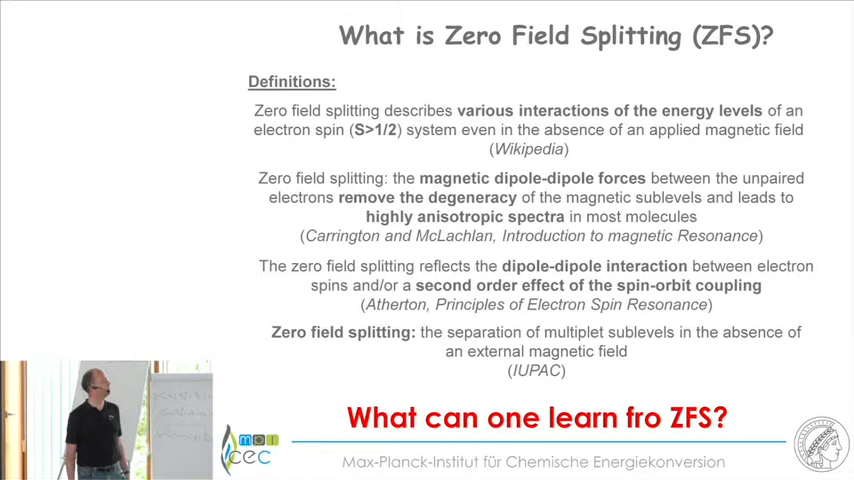 What is Zero Field Splitting (ZFS)?
Definitions:
Zero field splitting describes various interactions of the energy levels of an
electron spin (S>1/2) system even in the absence of an applied magnetic field
(Wikipedia)
Zero field splitting: the magnetic dipole-dipole forces between the unpaired
electrons remove the degeneracy of the magnetic sublevels and leads to
highly anisotropic spectra in most molecules
(Carrington and McLachlan, Introduction to magnetic Resonance)
The zero field splitting reflects the dipole-dipole interaction between electron
spins and/or a second order effect of the spin-orbit coupling
(Atherton, Principles of Electron Spin Resonance)
Zero field splitting: the separation of multiplet sublevels in the absence of
an external magnetic field
(IUPAC)
What can one learn fro ZFS?
mpi
cec
Max-Planck-Institut für Chemische Energiekonversion